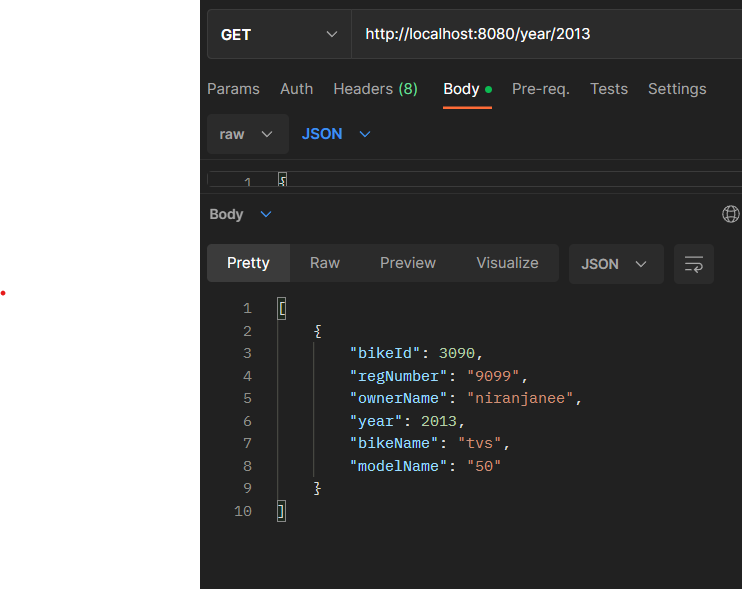 GET http://localhost:8080/year/2013
Params Auth Headers (8) Body Pre-req. Tests Settings
raw JSON
1 {
Body
Pretty Raw Preview Visualize JSON
1 [
2 {
3 "bikeId": 3090,
4 "regNumber": "9099",
5 "ownerName": "niranjanee",
6 "year": 2013,
7 "bikeName": "tvs",
8 "modelName": "50"
9 }
10 ]